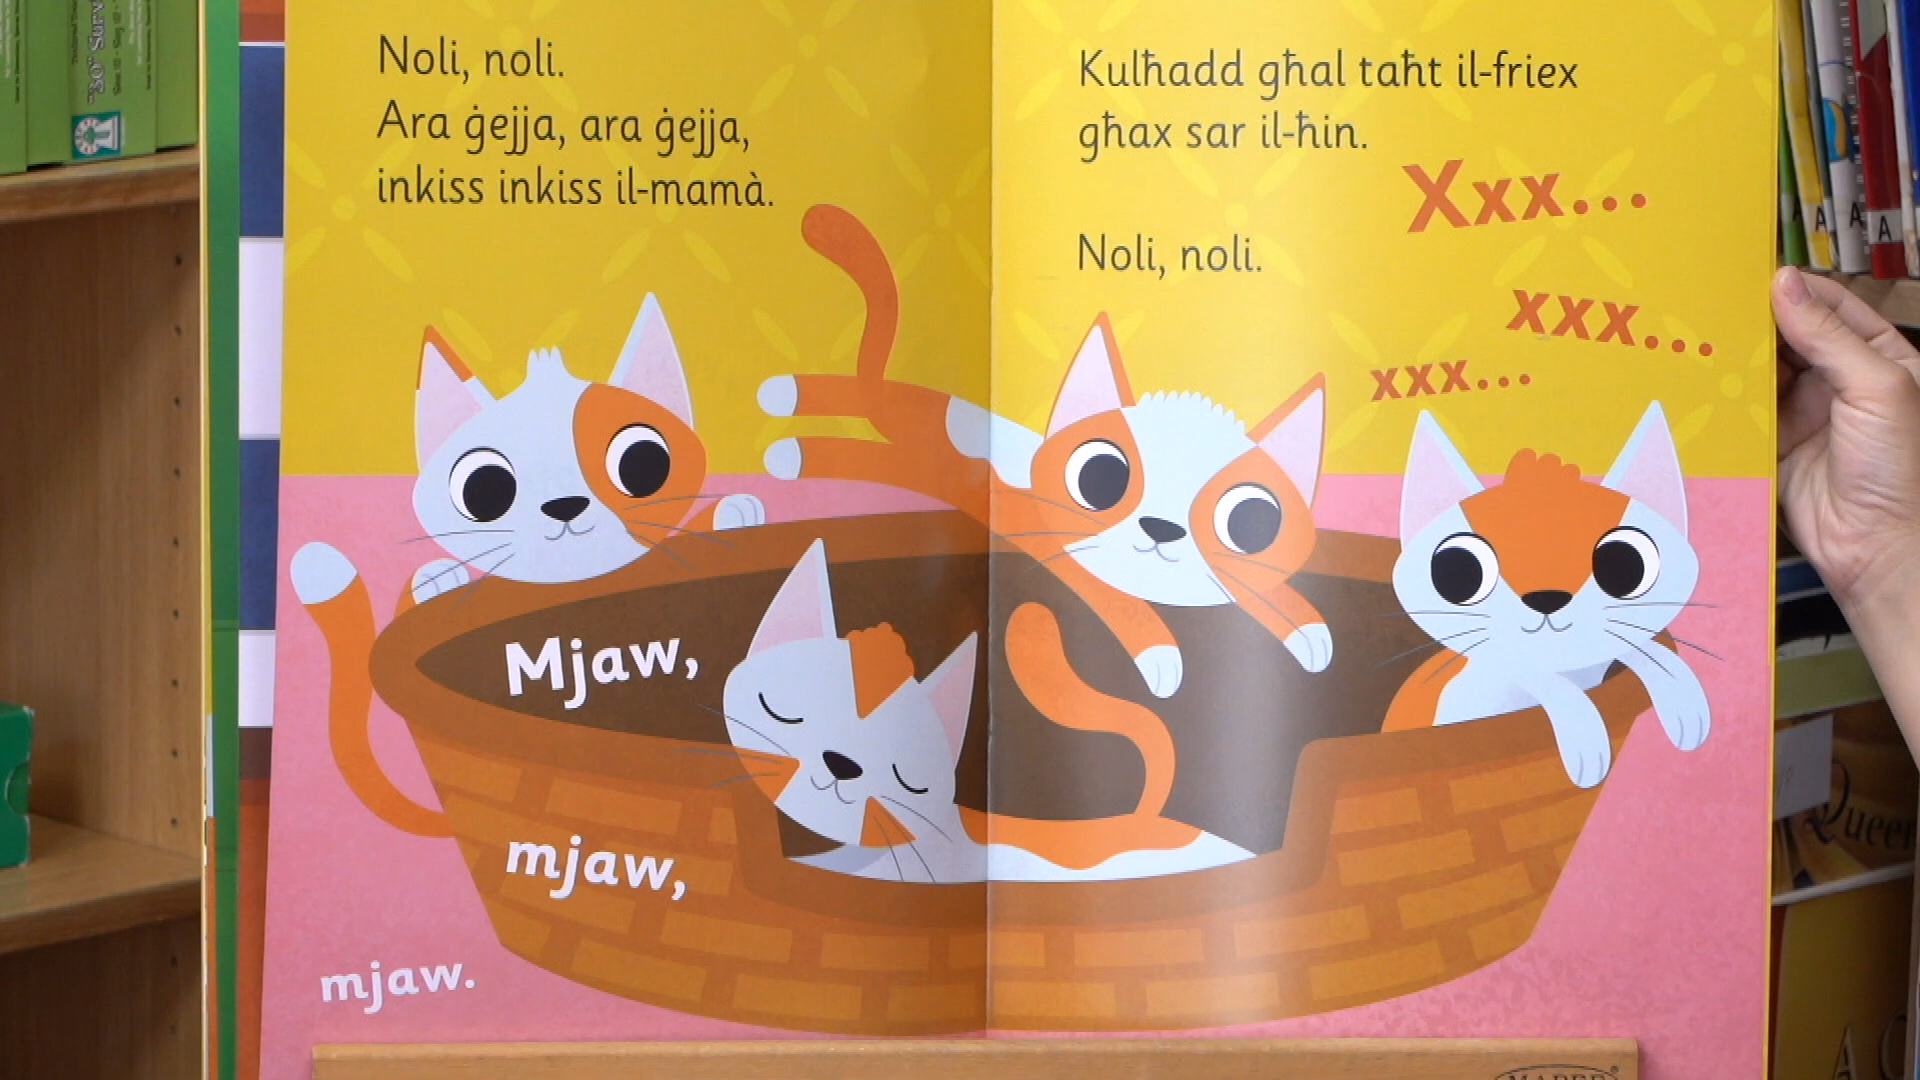 Noli, noli.
Ara ġejja, ara ġejja,
inkiss inkiss il-mamà.
Mjaw,
mjaw,
mjaw.
Kulħadd għal taħt il-friex
għax sar il-ħin.
Xxx...
Noli, noli.
xxx...
xxx...
A
A
A
Queen